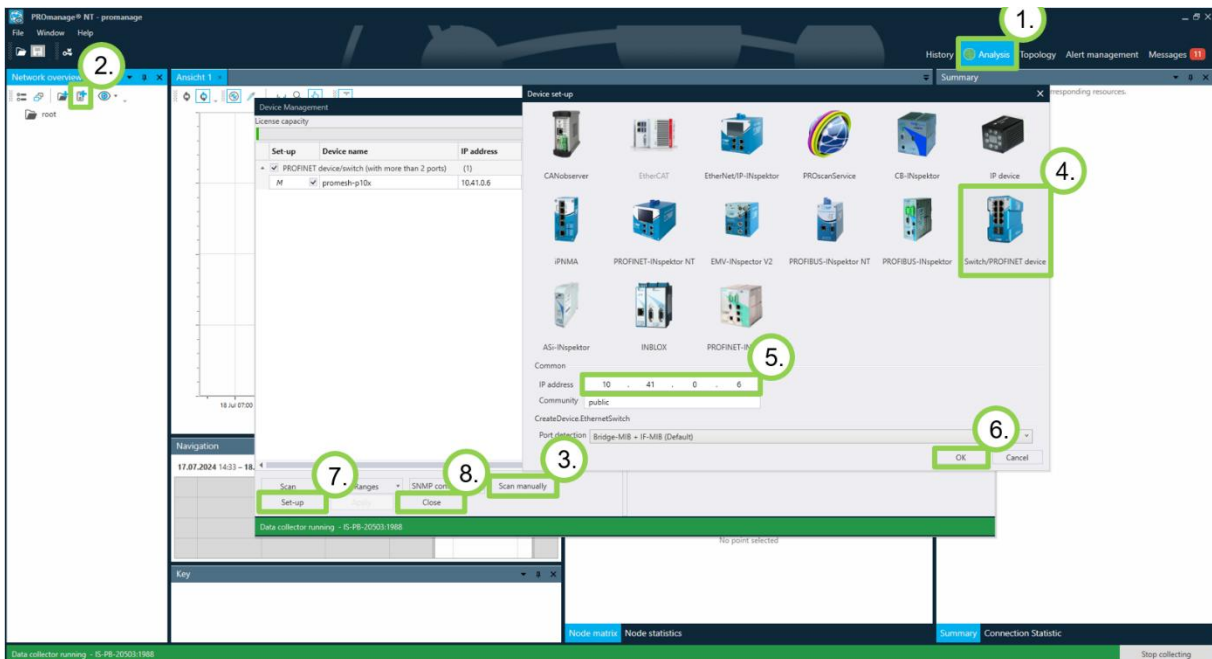 PROmanage® NT - promanage
File Window Help
1.
History Analysis Topology Alert management Messages 11
2.
Network overview
Ansicht 1
Summary
root
Device Management
License capacity
Set-up Device name IP address
PROFINET device/switch (with more than 2 ports) (1)
M promesh-p10x 10.41.0.6
Device set-up
CANobserver EtherCAT EtherNet/IP-INspektor PROscanService CB-INspektor IP device
4.
iPNMA PROFINET-INspektor NT EMV-INspector V2 PROFIBUS-INspektor NT PROFIBUS-INspektor Switch/PROFINET device
ASi-INspektor INBLOX
5.
Common
IP address 10 . 41 . 0 . 6
Community public
CreateDevice.EthernetSwitch
Port detection Bridge-MIB + IF-MIB (Default)
6.
OK Cancel
corresponding resources.
18 Jul 07:00
Navigation
17.07.2024 14:33 – 18.
7.
8.
3.
Scan Ranges Scan manually
Set-up Close
Data collector running - IS-PB-20503:1988
No point selected
Key
Node matrix Node statistics
Summary Connection Statistic
Data collector running - IS-PB-20503:1988
Stop collecting